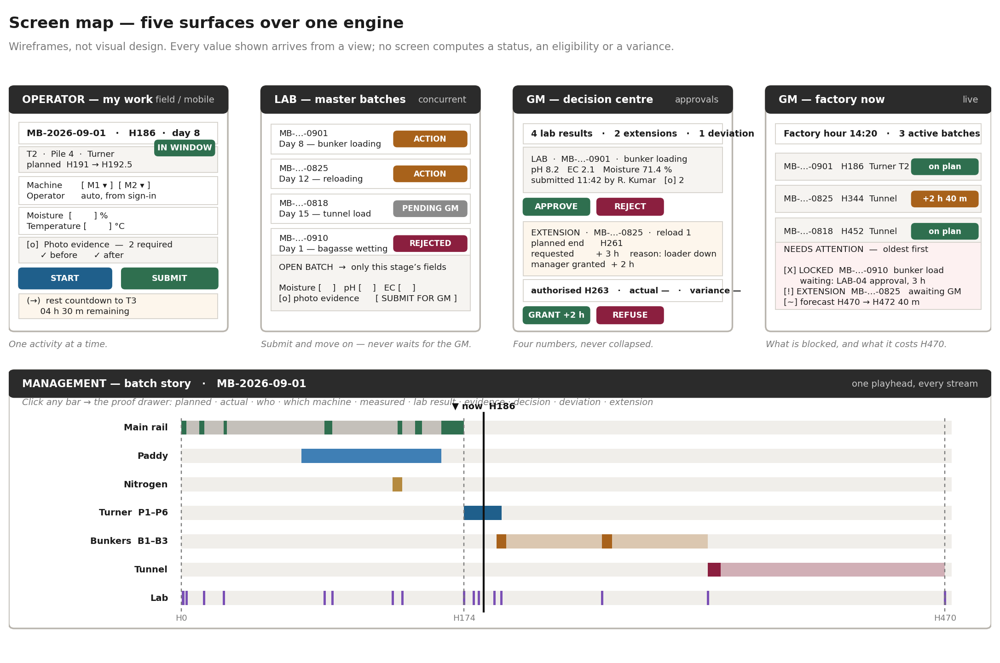 Screen map — five surfaces over one engine
Wireframes, not visual design. Every value shown arrives from a view; no screen computes a status, an eligibility or a variance.
OPERATOR — my work field / mobile
MB-2026-09-01 · H186 · day 8
IN WINDOW
T2 · Pile 4 · Turner
planned H191 → H192.5
Machine [ M1 ▾ ] [ M2 ▾ ]
Operator auto, from sign-in
Moisture [ ] %
Temperature [ ] °C
[o] Photo evidence — 2 required
✓ before ✓ after
START SUBMIT
(→) rest countdown to T3
04 h 30 m remaining
One activity at a time.
LAB — master batches concurrent
MB-…-0901
Day 8 — bunker loading
ACTION
MB-…-0825
Day 12 — reloading
ACTION
MB-…-0818
Day 15 — tunnel load
PENDING GM
MB-…-0910
Day 1 — bagasse wetting
REJECTED
OPEN BATCH → only this stage’s fields
Moisture [ ] pH [ ] EC [ ]
[o] photo evidence [ SUBMIT FOR GM ]
Submit and move on — never waits for the GM.
GM — decision centre approvals
4 lab results · 2 extensions · 1 deviation
LAB · MB-…-0901 · bunker loading
pH 8.2 EC 2.1 Moisture 71.4 %
submitted 11:42 by R. Kumar [o] 2
APPROVE REJECT
EXTENSION · MB-…-0825 · reload 1
planned end H261
requested + 3 h reason: loader down
manager granted + 2 h
authorised H263 · actual — · variance —
GRANT +2 h REFUSE
Four numbers, never collapsed.
GM — factory now live
Factory hour 14:20 · 3 active batches
MB-…-0901 H186 Turner T2 on plan
MB-…-0825 H344 Tunnel +2 h 40 m
MB-…-0818 H452 Tunnel on plan
NEEDS ATTENTION — oldest first
[X] LOCKED MB-…-0910 bunker load
waiting: LAB-04 approval, 3 h
[!] EXTENSION MB-…-0825 awaiting GM
[~] forecast H470 → H472 40 m
What is blocked, and what it costs H470.
MANAGEMENT — batch story · MB-2026-09-01 one playhead, every stream
Click any bar → the proof drawer: planned · actual · who · which machine · measured · lab result · evidence · decision · deviation · extension
▼ now H186
Main rail
Paddy
Nitrogen
Turner P1–P6
Bunkers B1–B3
Tunnel
Lab
H0 H174 H470